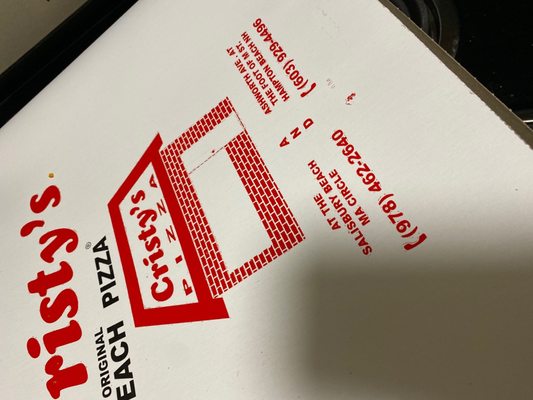 risty's
ORIGINAL
EACH PIZZA®
Cristy's
PIZZA
ASHWORTH AVE. AT
THE FOOT OF M ST.,
HAMPTON BEACH NH
(603) 929-4496
AND
AT THE
SALISBURY BEACH
MA CIRCLE
(978) 462-2640